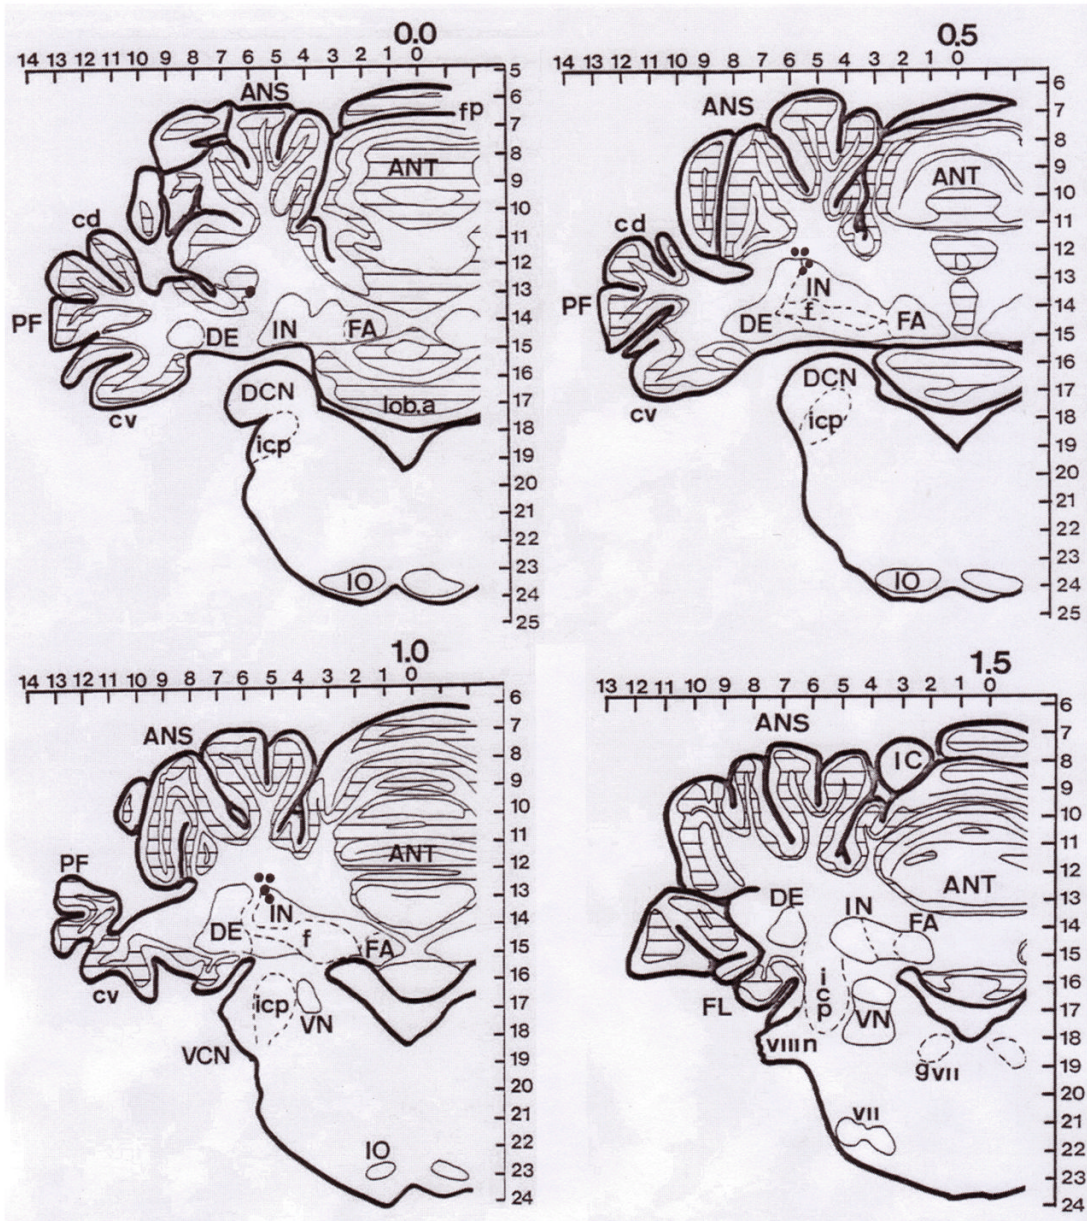 0.0
14 13 12 11 10 9 8 7 6 5 4 3 2 1 0
5
6
7
8
9
10
11
12
13
14
15
16
17
18
19
20
21
22
23
24
25
ANS
fp
ANT
cd
PF
DE
IN
FA
cv
DCN
lob.a
icp
IO
0.5
14 13 12 11 10 9 8 7 6 5 4 3 2 1 0
6
7
8
9
10
11
12
13
14
15
16
17
18
19
20
21
22
23
24
25
ANS
ANT
cd
PF
IN
f
DE
FA
cv
DCN
icp
IO
1.0
14 13 12 11 10 9 8 7 6 5 4 3 2 1 0
6
7
8
9
10
11
12
13
14
15
16
17
18
19
20
21
22
23
24
ANS
ANT
PF
IN
DE
f
FA
cv
icp
VN
VCN
IO
1.5
13 12 11 10 9 8 7 6 5 4 3 2 1 0
6
7
8
9
10
11
12
13
14
15
16
17
18
19
20
21
22
23
24
ANS
IC
ANT
DE
IN
FA
FL
icp
VN
viiin
gvii
vii